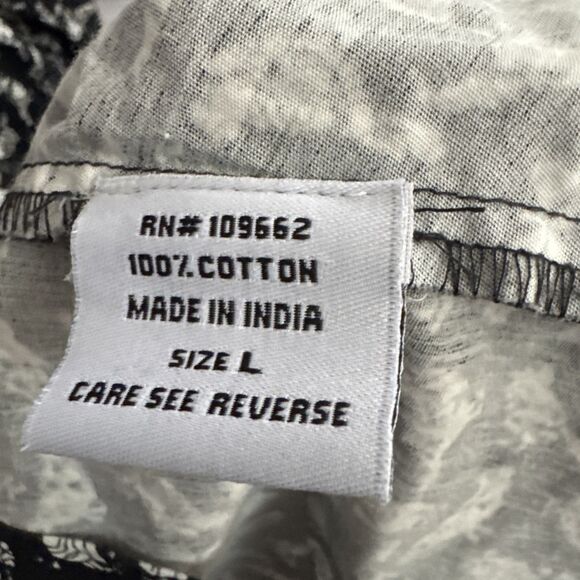 RN# 109662
100% COTTON
MADE IN INDIA
SIZE L
CARE SEE REVERSE